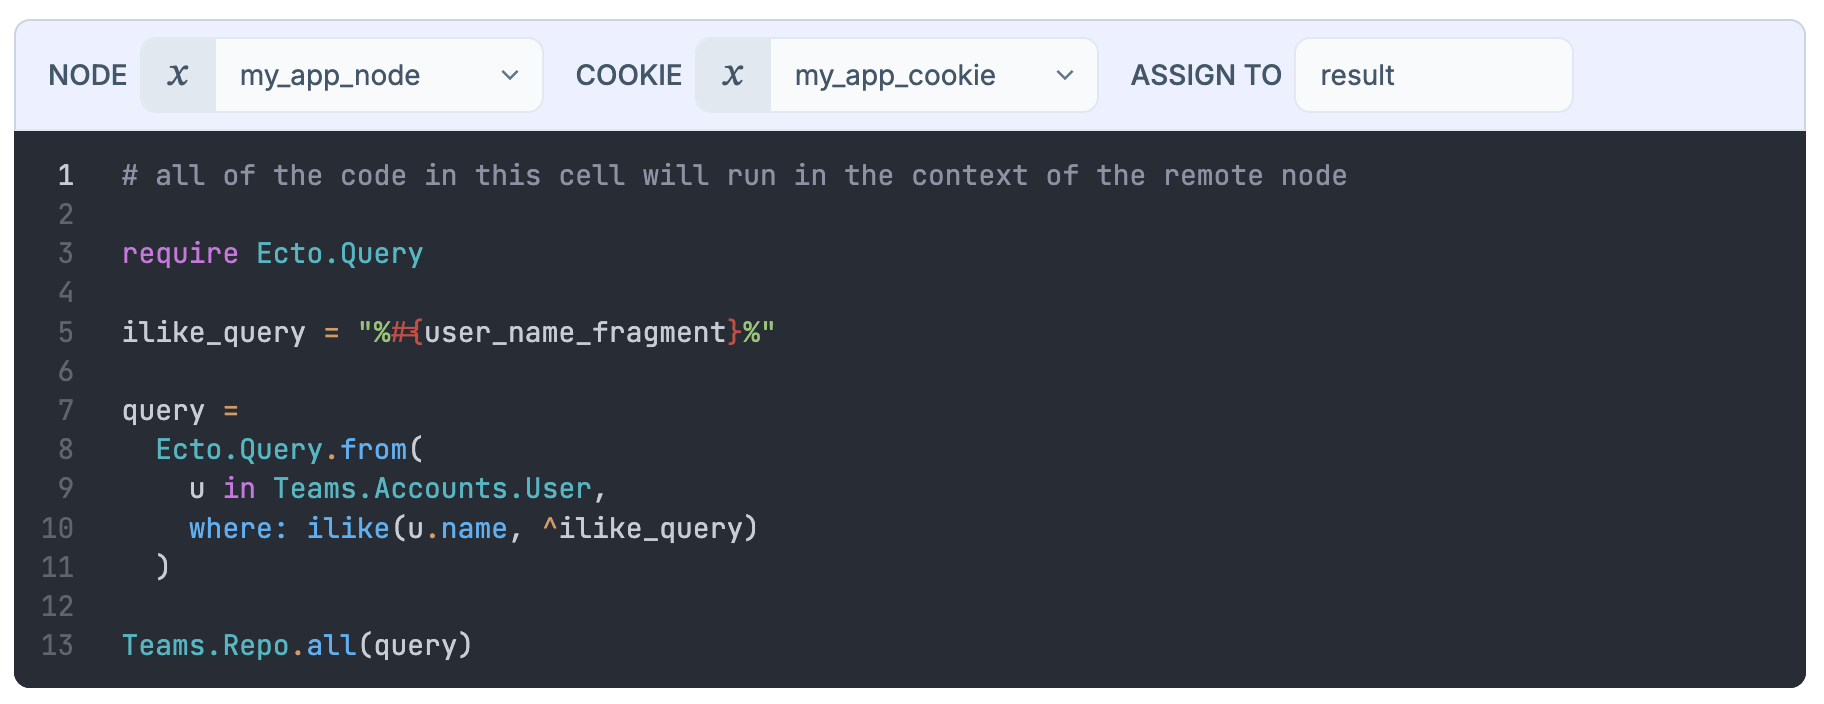 NODE x my_app_node COOKIE x my_app_cookie ASSIGN TO result
1 # all of the code in this cell will run in the context of the remote node
2
3 require Ecto.Query
4
5 ilike_query = "%#{user_name_fragment}%"
6
7 query =
8   Ecto.Query.from(
9     u in Teams.Accounts.User,
10     where: ilike(u.name, ^ilike_query)
11   )
12
13 Teams.Repo.all(query)